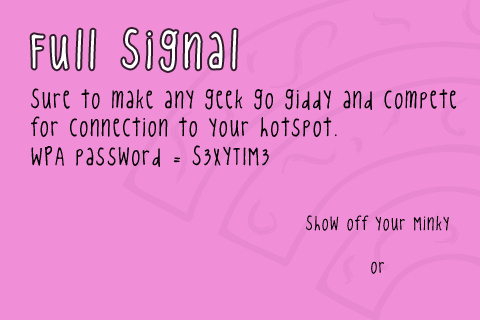 Full Signal
Sure to make any geek go giddy and compete
for connection to your hotspot.
WPA password = S3XYTIM3
Show off your Minky
or